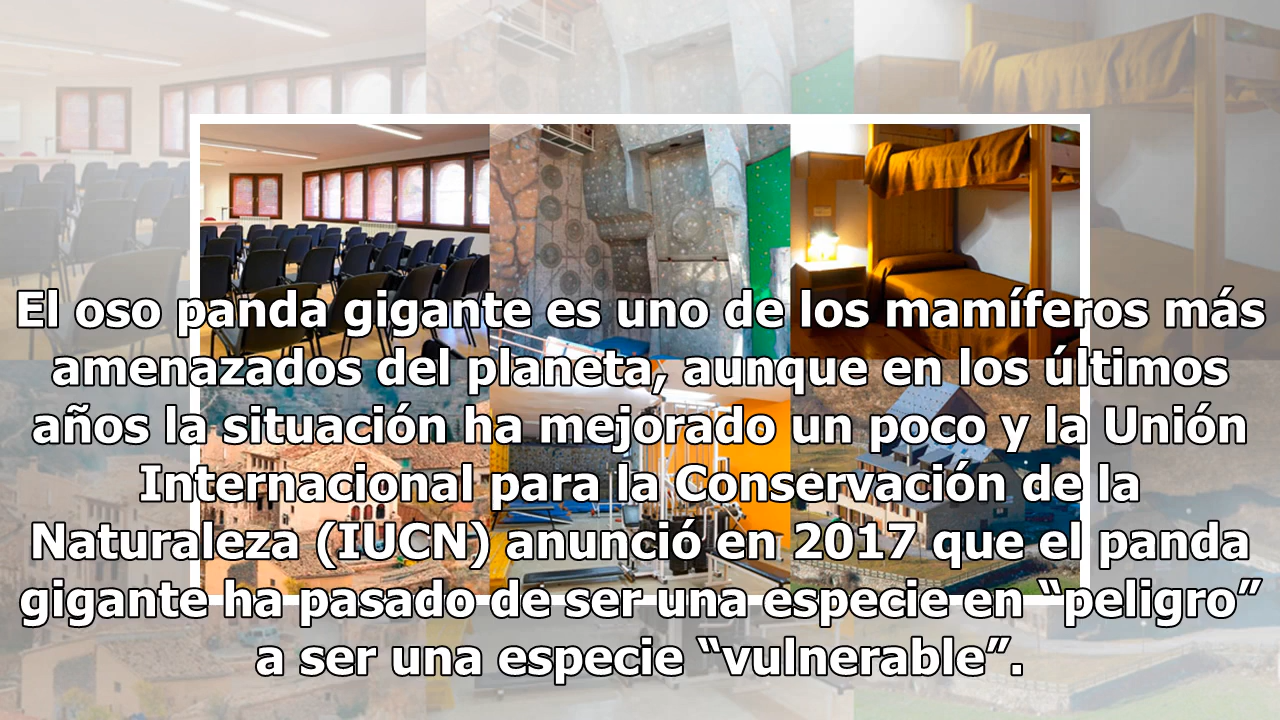 El oso panda gigante es uno de los mamíferos más
amenazados del planeta, aunque en los últimos
años la situación ha mejorado un poco y la Unión
Internacional para la Conservación de la
Naturaleza (IUCN) anunció en 2017 que el panda
gigante ha pasado de ser una especie en “peligro”
a ser una especie “vulnerable”.